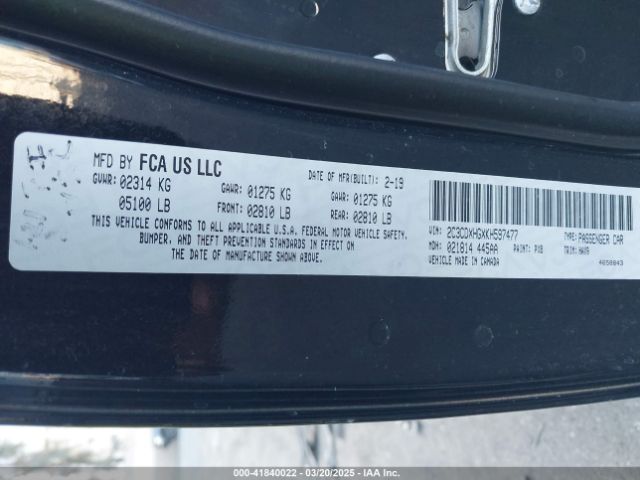 MFD BY FCA US LLC
DATE OF MFR(BUILT): 2-19
GVWR: 02314 KG
GAWR: 01275 KG
GAWR: 01275 KG
05100 LB
FRONT: 02810 LB
REAR: 02810 LB
THIS VEHICLE CONFORMS TO ALL APPLICABLE U.S.A. FEDERAL MOTOR VEHICLE SAFETY,
BUMPER, AND THEFT PREVENTION STANDARDS IN EFFECT ON
THE DATE OF MANUFACTURE SHOWN ABOVE.
VIN: 2C3CDXHGXKH597477
TYPE: PASSENGER CAR
MDH: 021814 445AA
PAINT: PXB
TRIM:
VEHICLE MADE IN CANADA
4650843
000-41840022 — 03/20/2025 — IAA Inc.